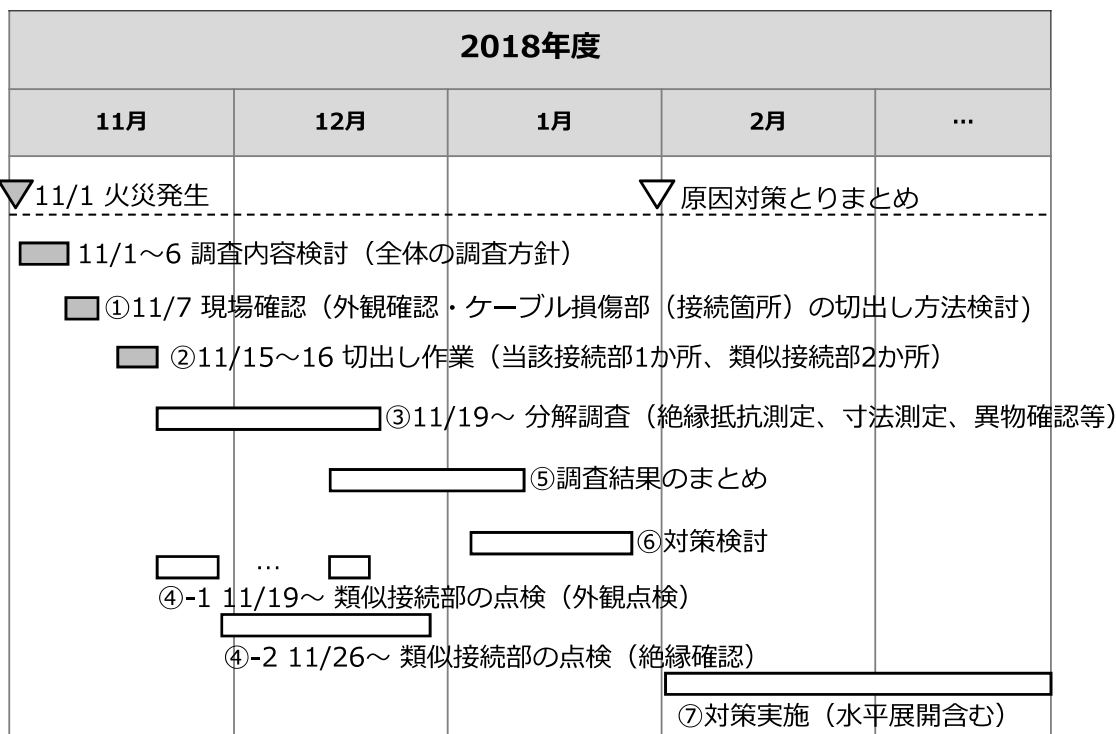 2018年度
11月 12月 1月 2月 …
11/1 火災発生 原因対策とりまとめ
11/1～6 調査内容検討（全体の調査方針）
①11/7 現場確認（外観確認・ケーブル損傷部（接続箇所）の切出し方法検討)
②11/15～16 切出し作業（当該接続部1か所、類似接続部2か所）
③11/19～ 分解調査（絶縁抵抗測定、寸法測定、異物確認等）
⑤調査結果のまとめ
⑥対策検討
…
④-1 11/19～ 類似接続部の点検（外観点検）
④-2 11/26～ 類似接続部の点検（絶縁確認）
⑦対策実施（水平展開含む）